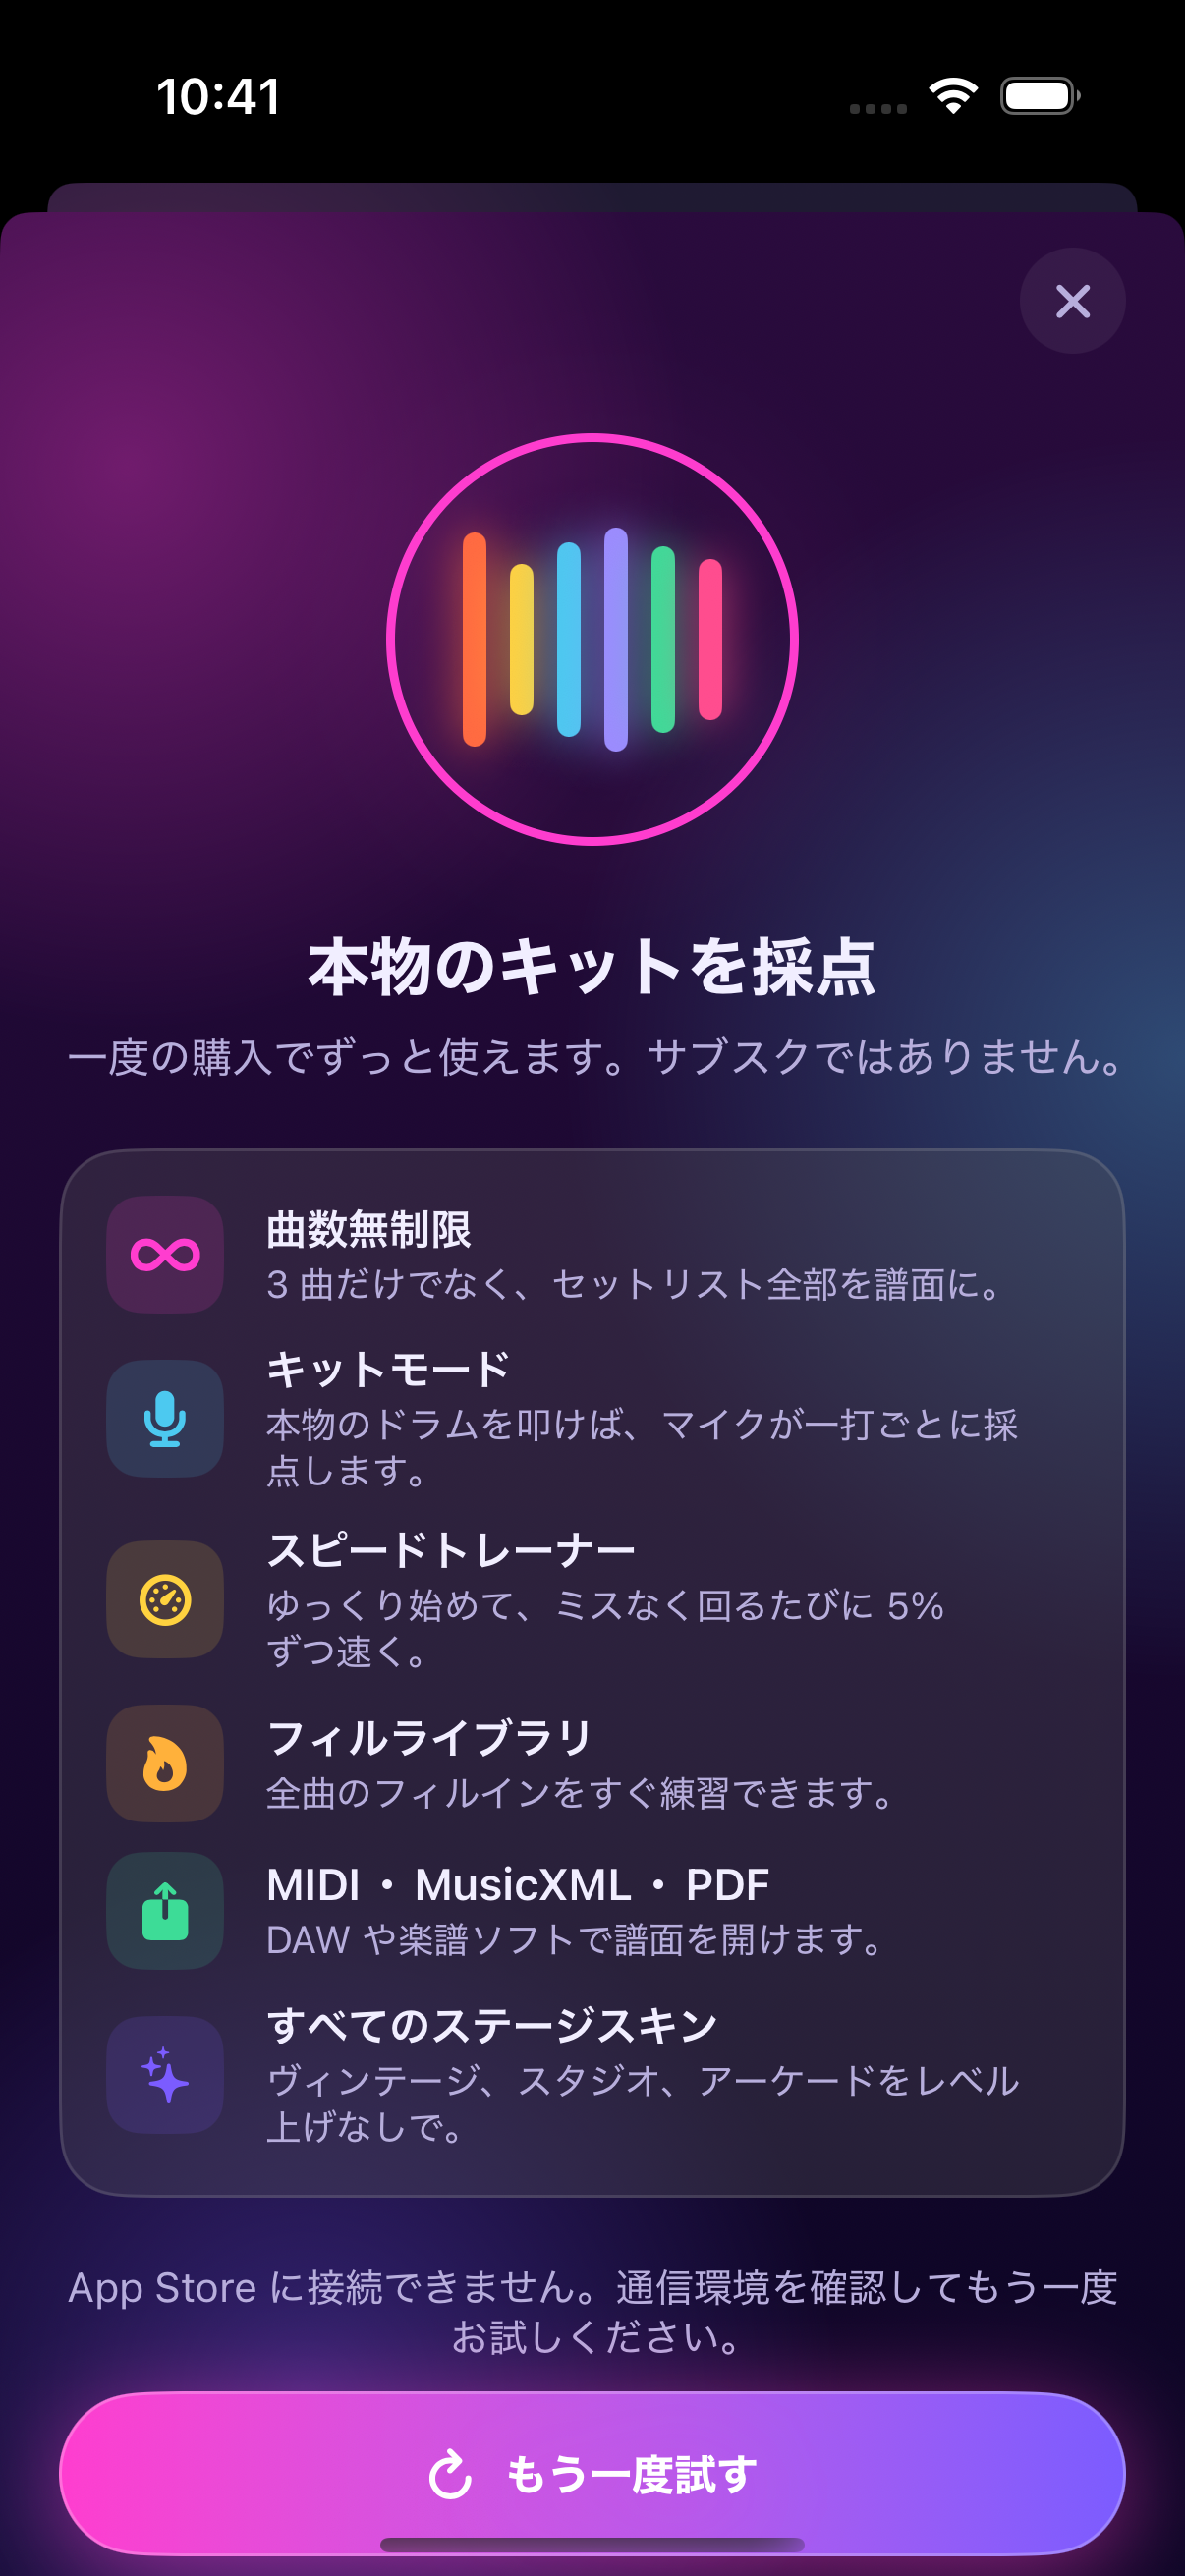 10:41
本物のキットを採点
一度の購入でずっと使えます。サブスクではありません。
曲数無制限
3 曲だけでなく、セットリスト全部を譜面に。
キットモード
本物のドラムを叩けば、マイクが一打ごとに採
点します。
スピードトレーナー
ゆっくり始めて、ミスなく回るたびに 5%
ずつ速く。
フィルライブラリ
全曲のフィルインをすぐ練習できます。
MIDI・MusicXML・PDF
DAW や楽譜ソフトで譜面を開けます。
すべてのステージスキン
ヴィンテージ、スタジオ、アーケードをレベル
上げなしで。
App Store に接続できません。通信環境を確認してもう一度
お試しください。
もう一度試す